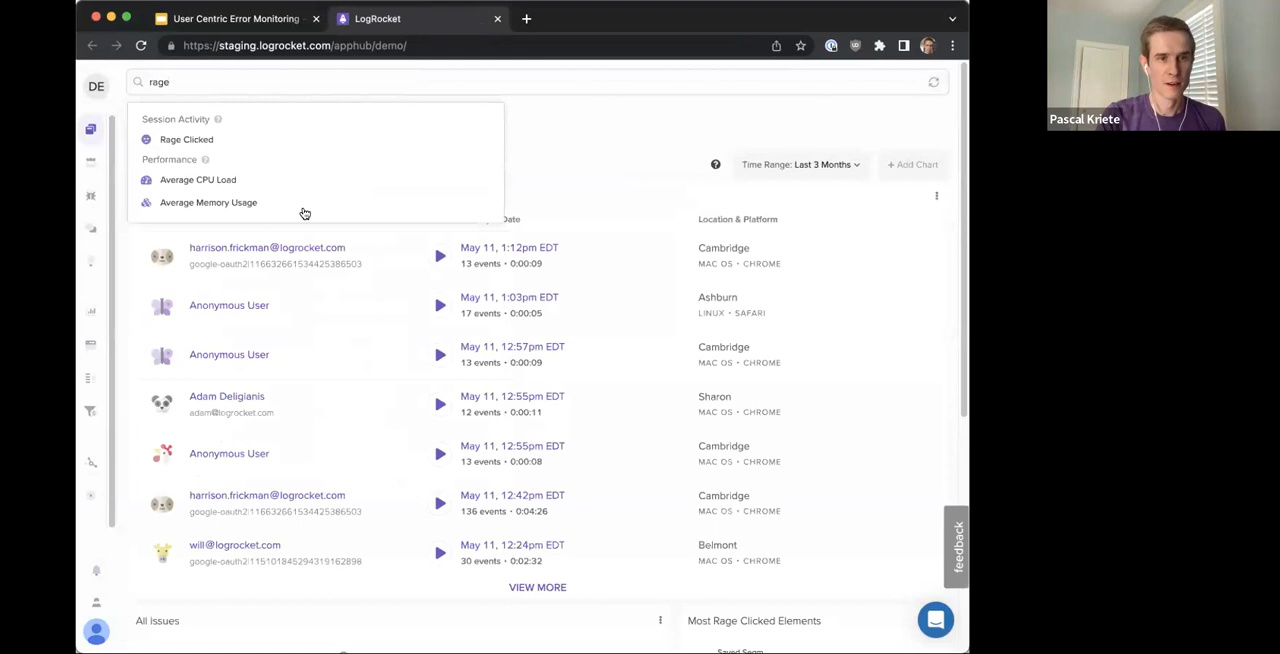 User Centric Error Monitoring
LogRocket
https://staging.logrocket.com/apphub/demo/
Pascal Kriete
DE
rage
Session Activity
Rage Clicked
Performance
Average CPU Load
Average Memory Usage
Time Range: Last 3 Months
+ Add Chart
Date
Location & Platform
harrison.frickman@logrocket.com
google-oauth2|116632661534425386503
May 11, 1:12pm EDT
13 events • 0:00:09
Cambridge
MAC OS • CHROME
Anonymous User
May 11, 1:03pm EDT
17 events • 0:00:05
Ashburn
LINUX • SAFARI
Anonymous User
May 11, 12:57pm EDT
13 events • 0:00:09
Cambridge
MAC OS • CHROME
Adam Deligianis
adam@logrocket.com
May 11, 12:55pm EDT
12 events • 0:00:11
Sharon
MAC OS • CHROME
Anonymous User
May 11, 12:55pm EDT
13 events • 0:00:08
Cambridge
MAC OS • CHROME
harrison.frickman@logrocket.com
google-oauth2|116632661534425386503
May 11, 12:42pm EDT
136 events • 0:04:26
Cambridge
MAC OS • CHROME
will@logrocket.com
google-oauth2|115101845294319162898
May 11, 12:24pm EDT
30 events • 0:02:32
Belmont
MAC OS • CHROME
VIEW MORE
feedback
All issues
Most Rage Clicked Elements